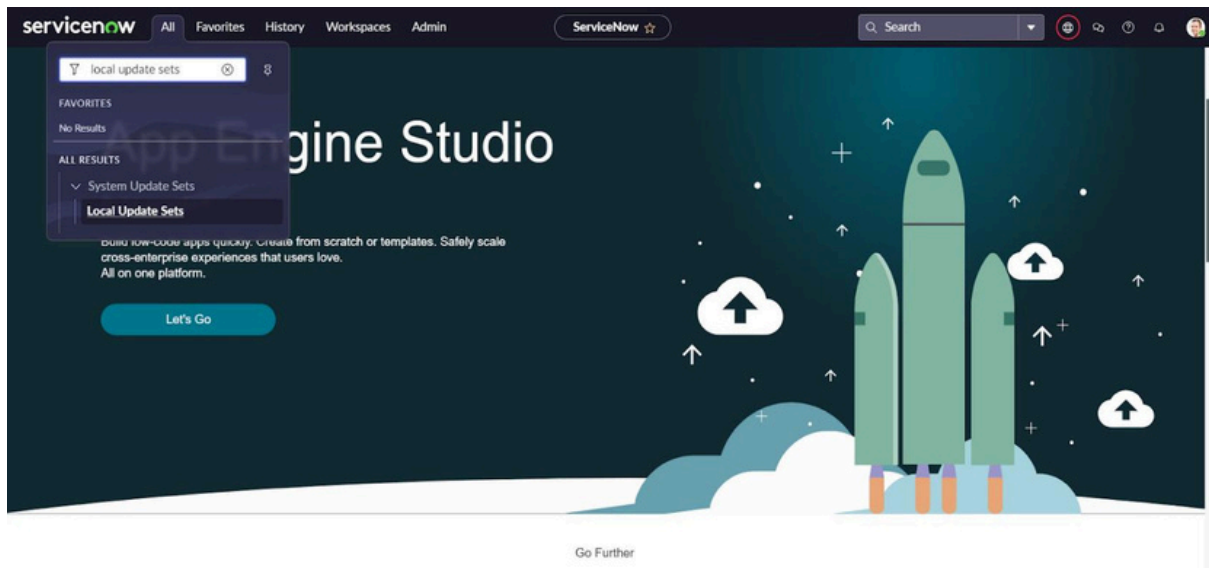 servicenow All Favorites History Workspaces Admin ServiceNow Search
local update sets
FAVORITES
No Results
ALL RESULTS
System Update Sets
Local Update Sets
App Engine Studio
Build low-code apps quickly. Create from scratch or templates. Safely scale
cross-enterprise experiences that users love.
All on one platform.
Let's Go
Go Further